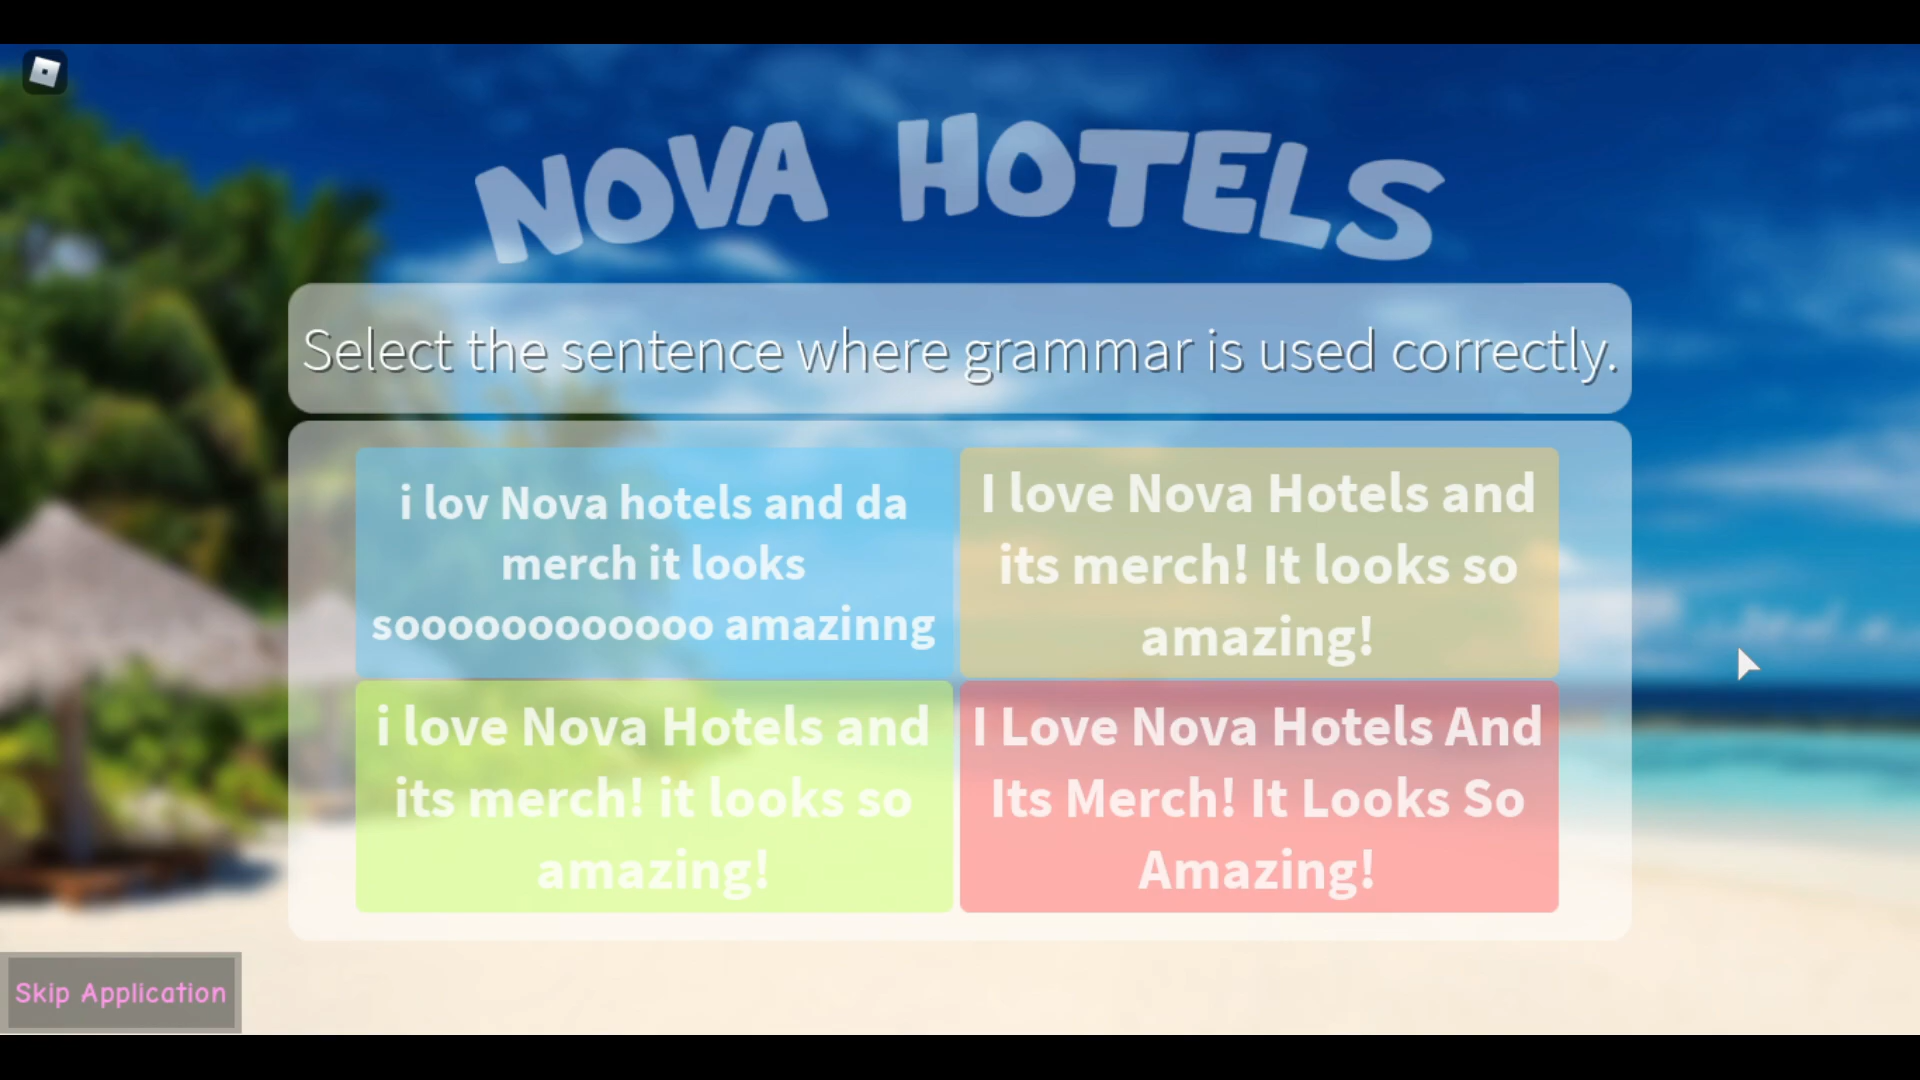 NOVA HOTELS
Select the sentence where grammar is used correctly.
i lov Nova hotels and da
merch it looks
sooooooooooooo amazinng
I love Nova Hotels and
its merch! It looks so
amazing!
i love Nova Hotels and
its merch! it looks so
amazing!
I Love Nova Hotels And
Its Merch! It Looks So
Amazing!
Skip Application